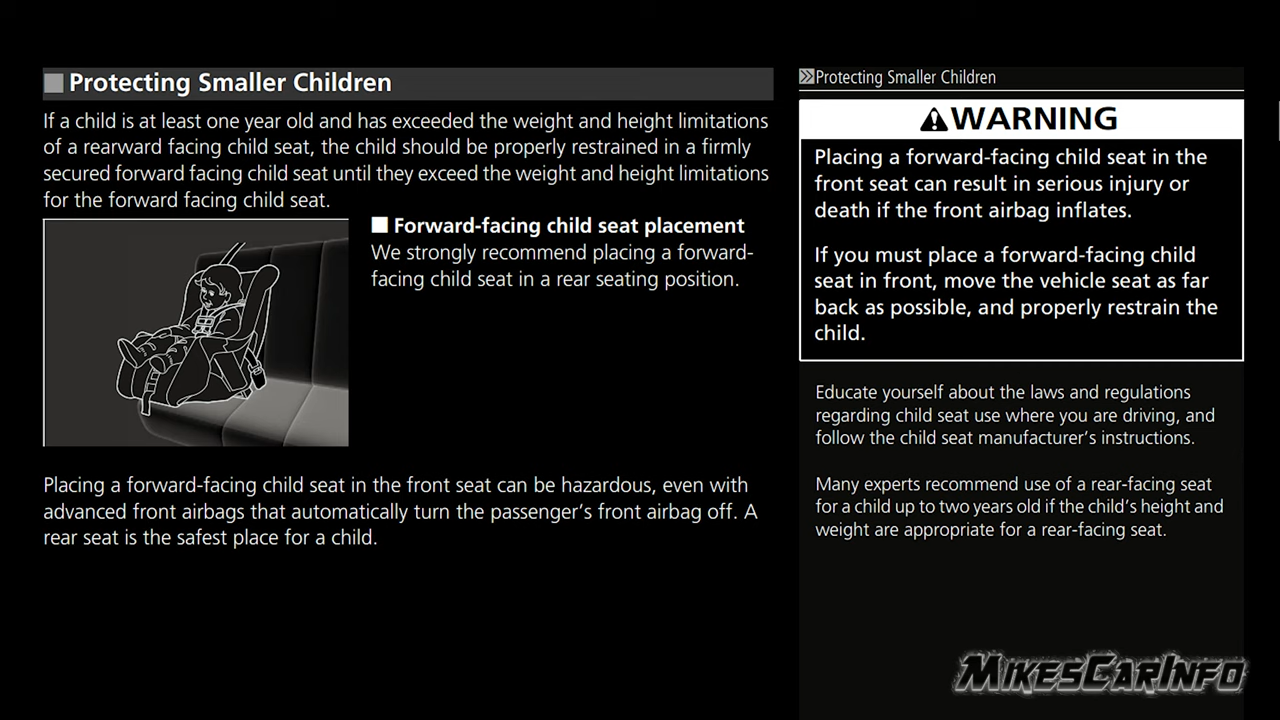 Protecting Smaller Children
If a child is at least one year old and has exceeded the weight and height limitations
of a rearward facing child seat, the child should be properly restrained in a firmly
secured forward facing child seat until they exceed the weight and height limitations
for the forward facing child seat.
Forward-facing child seat placement
We strongly recommend placing a forward-
facing child seat in a rear seating position.
Placing a forward-facing child seat in the front seat can be hazardous, even with
advanced front airbags that automatically turn the passenger's front airbag off. A
rear seat is the safest place for a child.
Protecting Smaller Children
WARNING
Placing a forward-facing child seat in the
front seat can result in serious injury or
death if the front airbag inflates.
If you must place a forward-facing child
seat in front, move the vehicle seat as far
back as possible, and properly restrain the
child.
Educate yourself about the laws and regulations
regarding child seat use where you are driving, and
follow the child seat manufacturer's instructions.
Many experts recommend use of a rear-facing seat
for a child up to two years old if the child's height and
weight are appropriate for a rear-facing seat.
MikesCarInfo